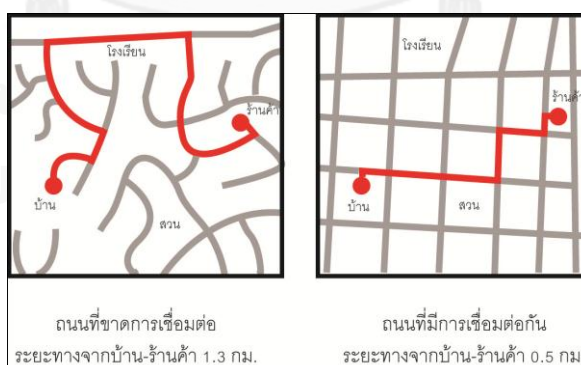 โรงเรียน
ร้านค้า
บ้าน
สวน
ถนนที่ขาดการเชื่อมต่อ
ระยะทางจากบ้าน-ร้านค้า 1.3 กม.
โรงเรียน
ร้านค้า
บ้าน
สวน
ถนนที่มีการเชื่อมต่อกัน
ระยะทางจากบ้าน-ร้านค้า 0.5 กม